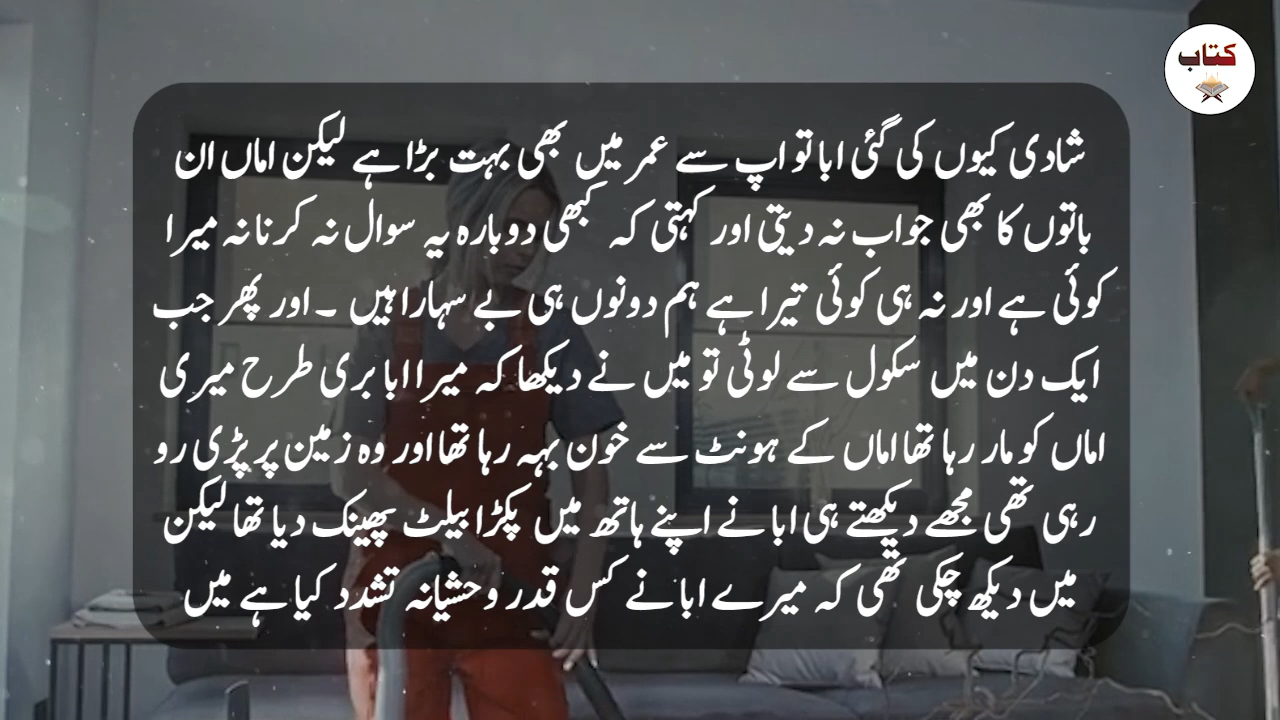 کتاب
شادی کیوں کی گئی ابا تو اپ سے عمر میں بھی بہت بڑا ہے لیکن اماں ان
باتوں کا بھی جواب نہ دیتی اور کہتی کہ کبھی دوبارہ یہ سوال نہ کرنا نہ میرا
کوئی ہے اور نہ ہی کوئی تیرا ہے ہم دونوں ہی بے سہارا ہیں ۔ اور پھر جب
ایک دن میں سکول سے لوٹی تو میں نے دیکھا کہ میرا ابا بری طرح میری
اماں کو مار رہا تھا اماں کے ہونٹ سے خون بہہ رہا تھا اور وہ زمین پر پڑی رو
رہی تھی مجھے دیکھتے ہی ابا نے اپنے ہاتھ میں پکڑا بیلٹ پھینک دیا تھا لیکن
میں دیکھ چکی تھی کہ میرے ابا نے کس قدر وحشیانہ تشدد کیا ہے میں